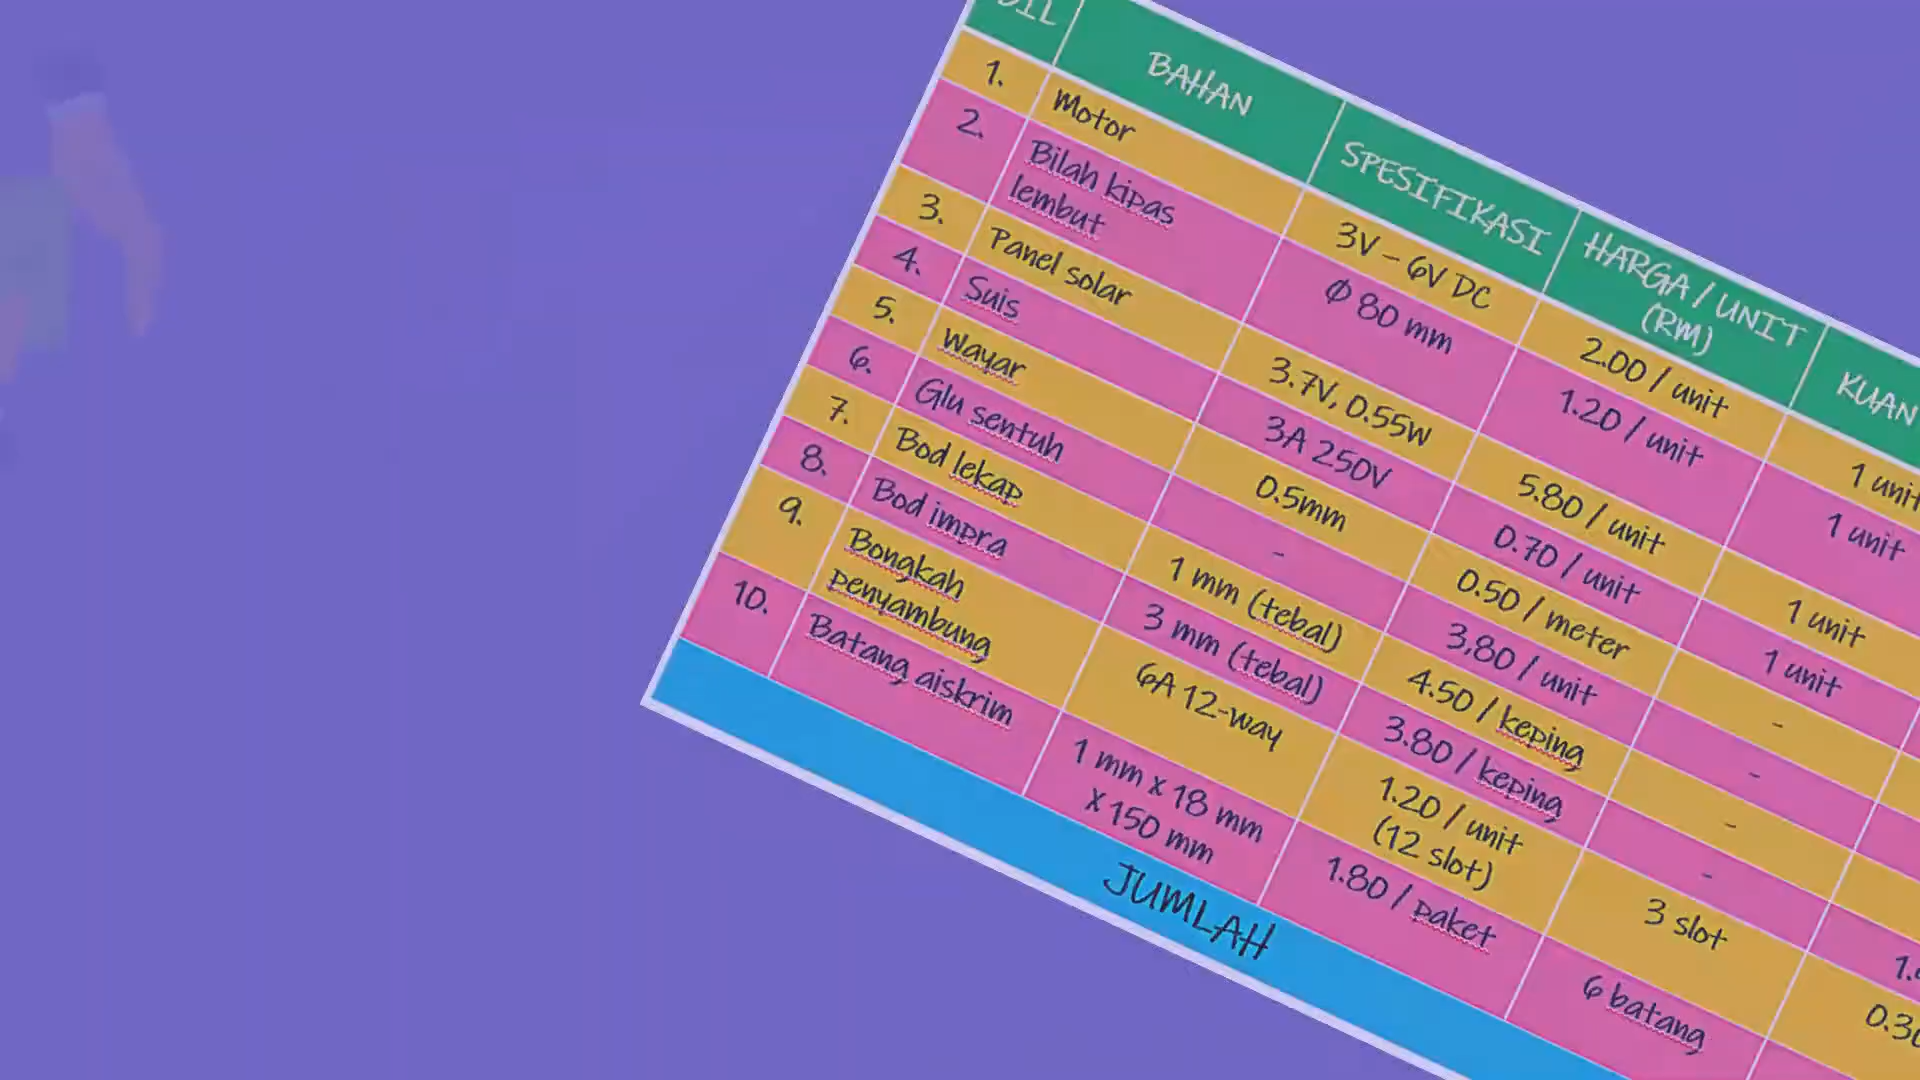 BAHAN
SPESIFIKASI
HARGA / UNIT
(RM)
1.
Motor
3V – 6V DC
2.00 / unit
1 unit
2.
Bilah kipas
lembut
Ø 80 mm
1.20 / unit
1 unit
3.
Panel solar
3.7V, 0.55W
5.80 / unit
1 unit
4.
Suis
3A 250V
0.70 / unit
1 unit
5.
Wayar
0.5mm
0.50 / meter
-
6.
Glu sentuh
-
3.80 / unit
-
7.
Bod lekap
1 mm (tebal)
4.50 / keping
-
8.
Bod impra
3 mm (tebal)
3.80 / keping
-
9.
Bongkah
penyambung
6A 12-way
1.20 / unit
(12 slot)
3 slot
0.30
10.
Batang aiskrim
1 mm x 18 mm
X 150 mm
1.80 / paket
6 batang
JUMLAH